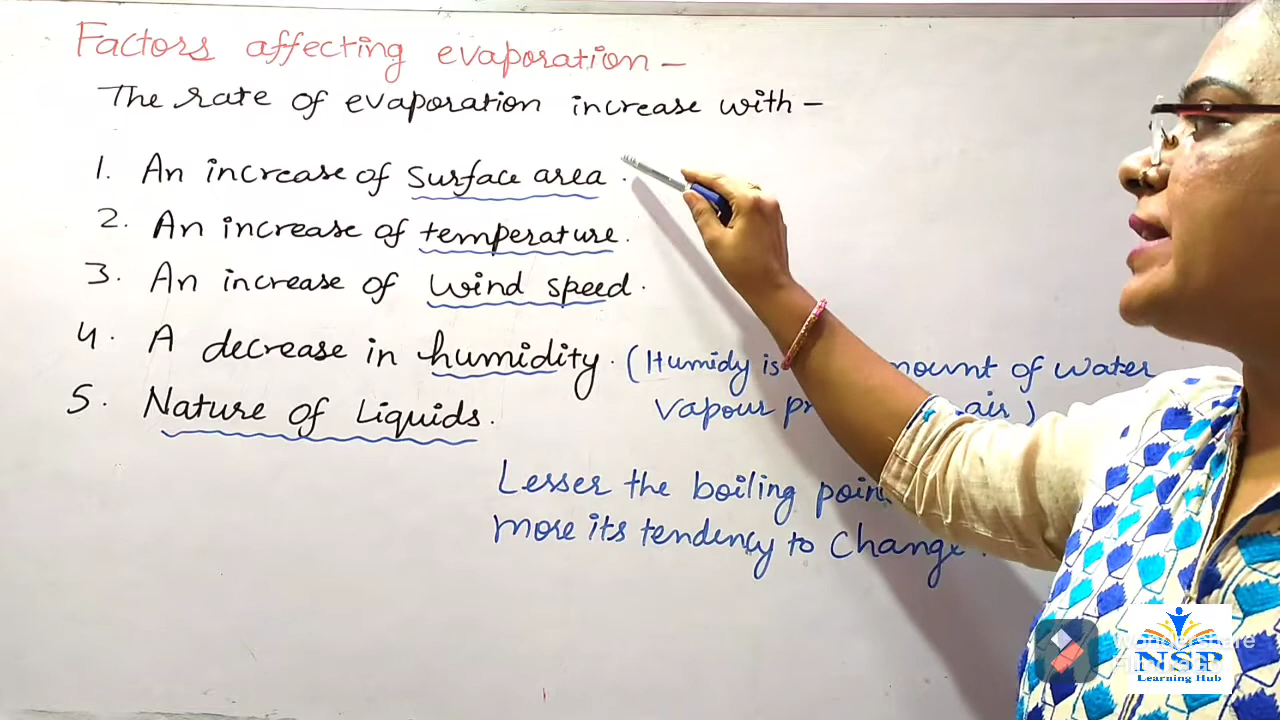 Factors affecting evaporation -
The rate of evaporation increase with -
1. An increase of surface area.
2. An increase of temperature.
3. An increase of wind speed.
4. A decrease in humidity. (Humidy is mount of water
vapour pr air)
5. Nature of Liquids.
Lesser the boiling poin
more its tendency to change.
Wondershare
NSP
Learning Hub